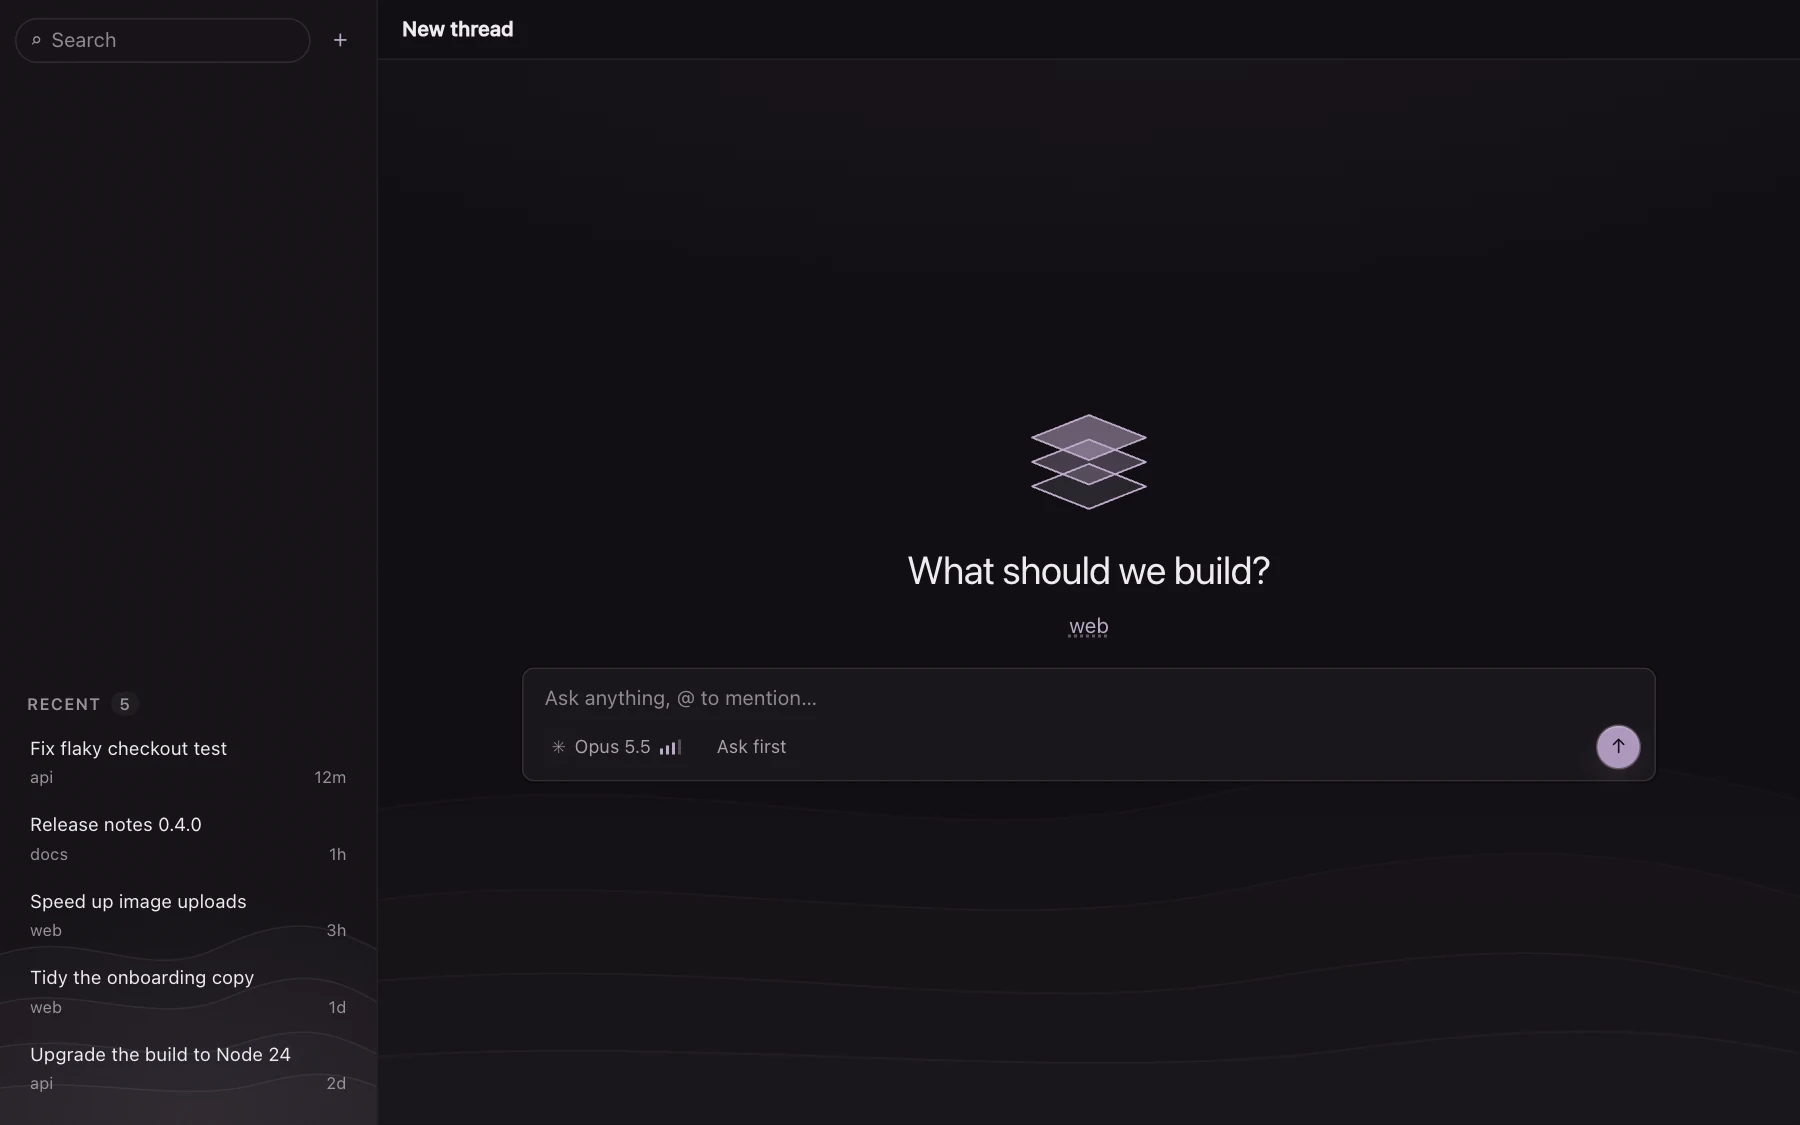 Search
+
New thread
What should we build?
web
Ask anything, @ to mention...
Opus 5.5
Ask first
RECENT 5
Fix flaky checkout test
api 12m
Release notes 0.4.0
docs 1h
Speed up image uploads
web 3h
Tidy the onboarding copy
web 1d
Upgrade the build to Node 24
api 2d